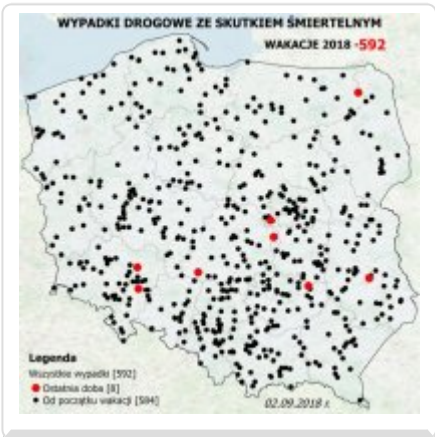 WYPADKI DROGOWE ZE SKUTKIEM ŚMIERTELNYM
WAKACJE 2018 -592
Legenda
Wszystkie wypadki [592]
Ostatnia doba [8]
Od początku wakacji [584]
02.09.2018 r.